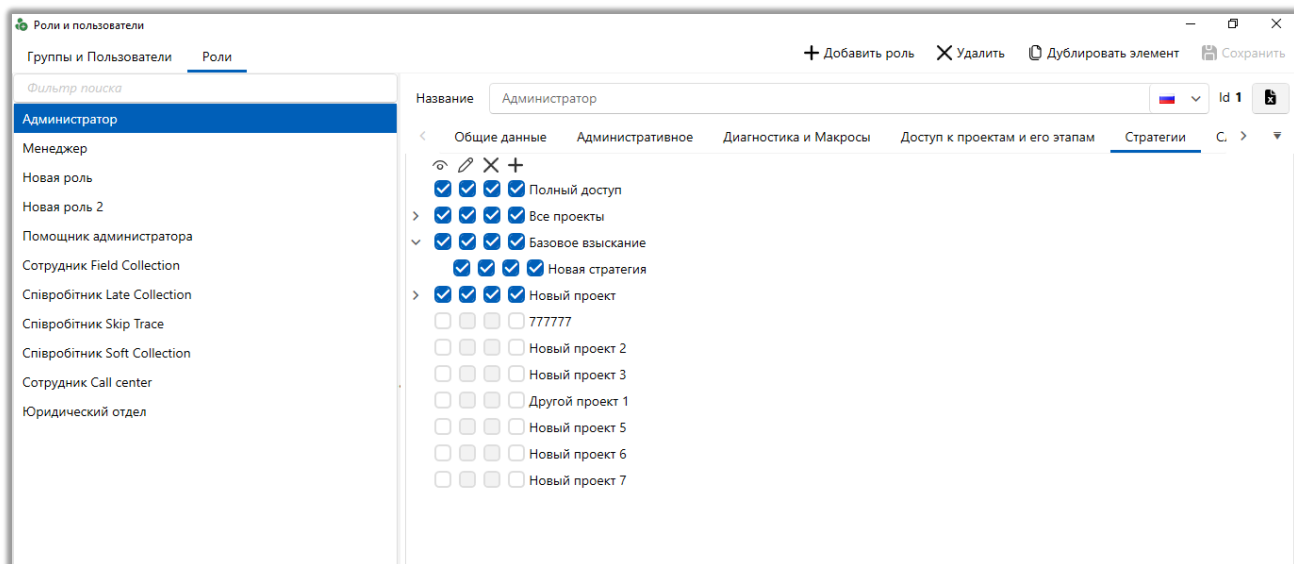 Роли и пользователи
Группы и Пользователи Роли
Добавить роль Удалить Дублировать элемент Сохранить
Фильтр поиска
Администратор
Менеджер
Новая роль
Новая роль 2
Помощник администратора
Сотрудник Field Collection
Співробітник Late Collection
Співробітник Skip Trace
Співробітник Soft Collection
Сотрудник Call center
Юридический отдел
Название Администратор Id 1
Общие данные Административное Диагностика и Макросы Доступ к проектам и его этапам Стратегии С.
Полный доступ
Все проекты
Базовое взыскание
Новая стратегия
Новый проект
777777
Новый проект 2
Новый проект 3
Другой проект 1
Новый проект 5
Новый проект 6
Новый проект 7